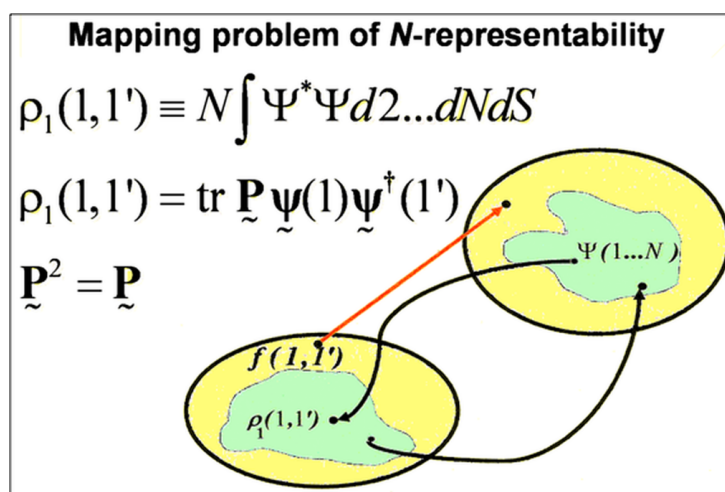 Mapping problem of N-representability
ρ₁(1,1') ≡ N∫Ψ*Ψd2...dNdS
ρ₁(1,1') = tr P̰ ψ̰(1)ψ̰†(1')
P̰² = P̰
Ψ(1...N)
f(1,1')
ρ₁(1,1')